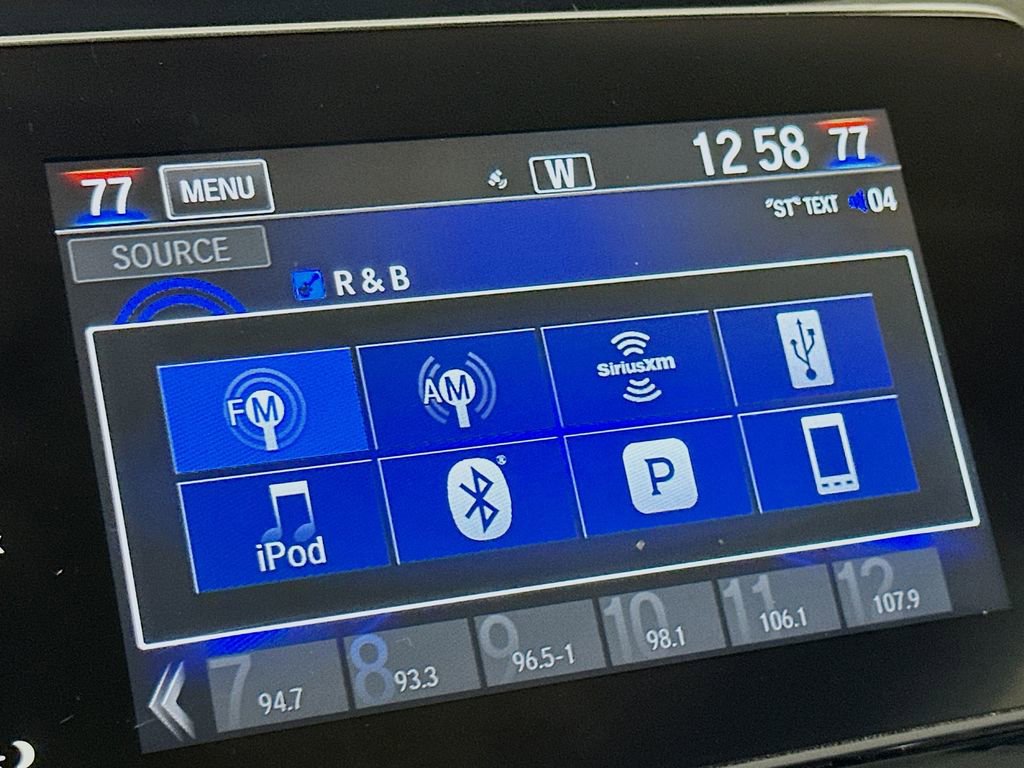 77 MENU W 12 58 77
"ST" TEXT 04
SOURCE
R & B
FM AM SiriusXM
iPod ® P
7 94.7 8 93.3 9 96.5-1 10 98.1 11 106.1 12 107.9